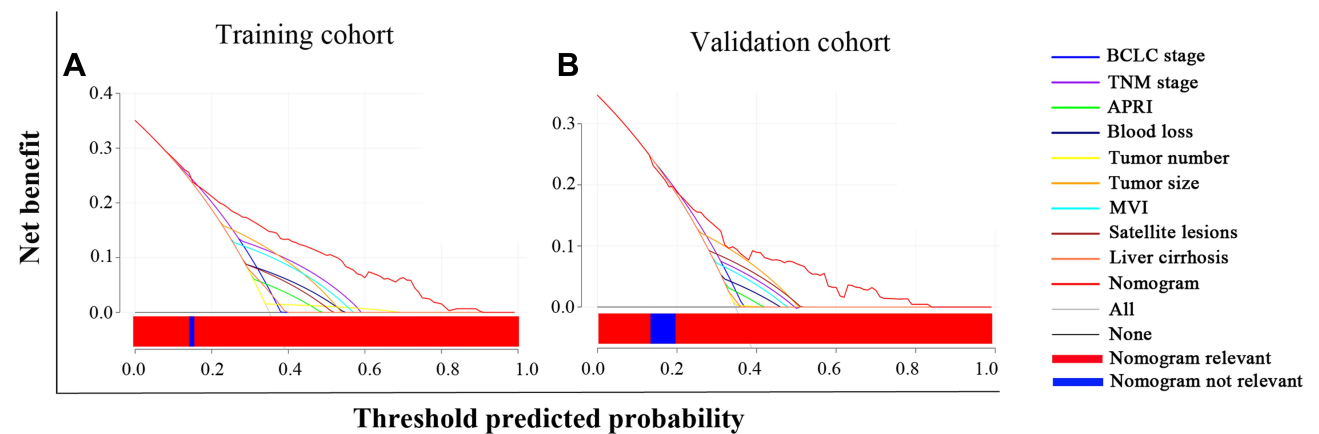 Training cohort
Validation cohort
A
B
Net benefit
0.4
0.3
0.2
0.1
0.0
0.3
0.2
0.1
0.0
0.0 0.2 0.4 0.6 0.8 1.0
0.0 0.2 0.4 0.6 0.8 1.0
Threshold predicted probability
BCLC stage
TNM stage
APRI
Blood loss
Tumor number
Tumor size
MVI
Satellite lesions
Liver cirrhosis
Nomogram
All
None
Nomogram relevant
Nomogram not relevant